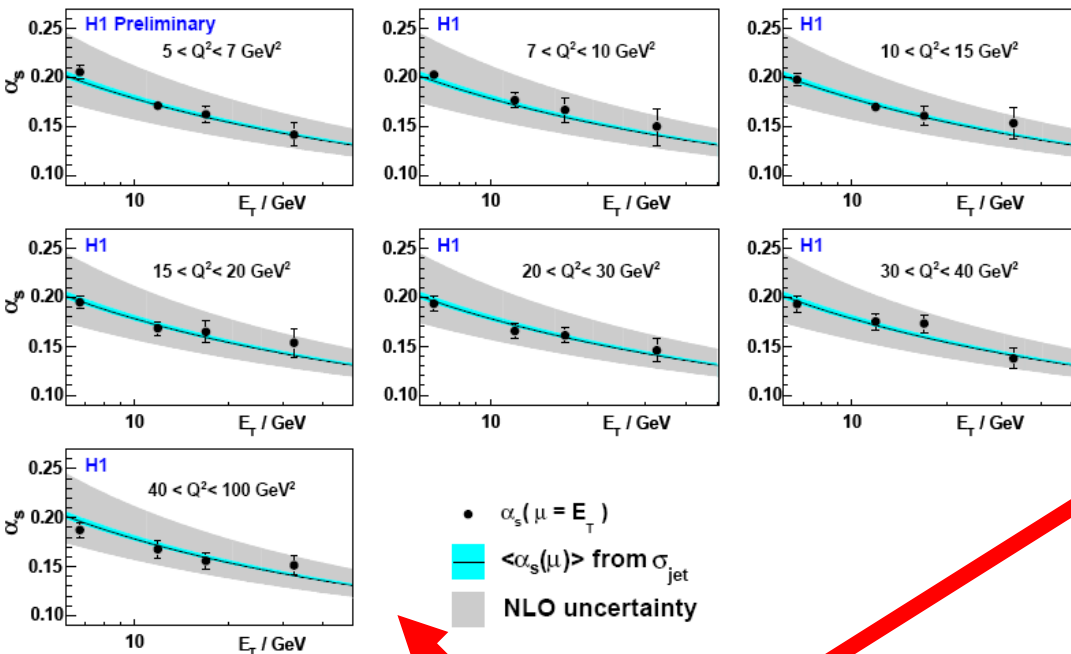 H1 Preliminary
5 < Q² < 7 GeV²
α_s
0.25
0.20
0.15
0.10
10
E_T / GeV
H1
7 < Q² < 10 GeV²
0.25
0.20
0.15
0.10
10
E_T / GeV
H1
10 < Q² < 15 GeV²
0.25
0.20
0.15
0.10
10
E_T / GeV
H1
15 < Q² < 20 GeV²
α_s
0.25
0.20
0.15
0.10
10
E_T / GeV
H1
20 < Q² < 30 GeV²
0.25
0.20
0.15
0.10
10
E_T / GeV
H1
30 < Q² < 40 GeV²
0.25
0.20
0.15
0.10
10
E_T / GeV
H1
40 < Q² < 100 GeV²
α_s
0.25
0.20
0.15
0.10
10
E_T / GeV
α_s( μ = E_T )
<α_s(μ)> from σ_jet
NLO uncertainty